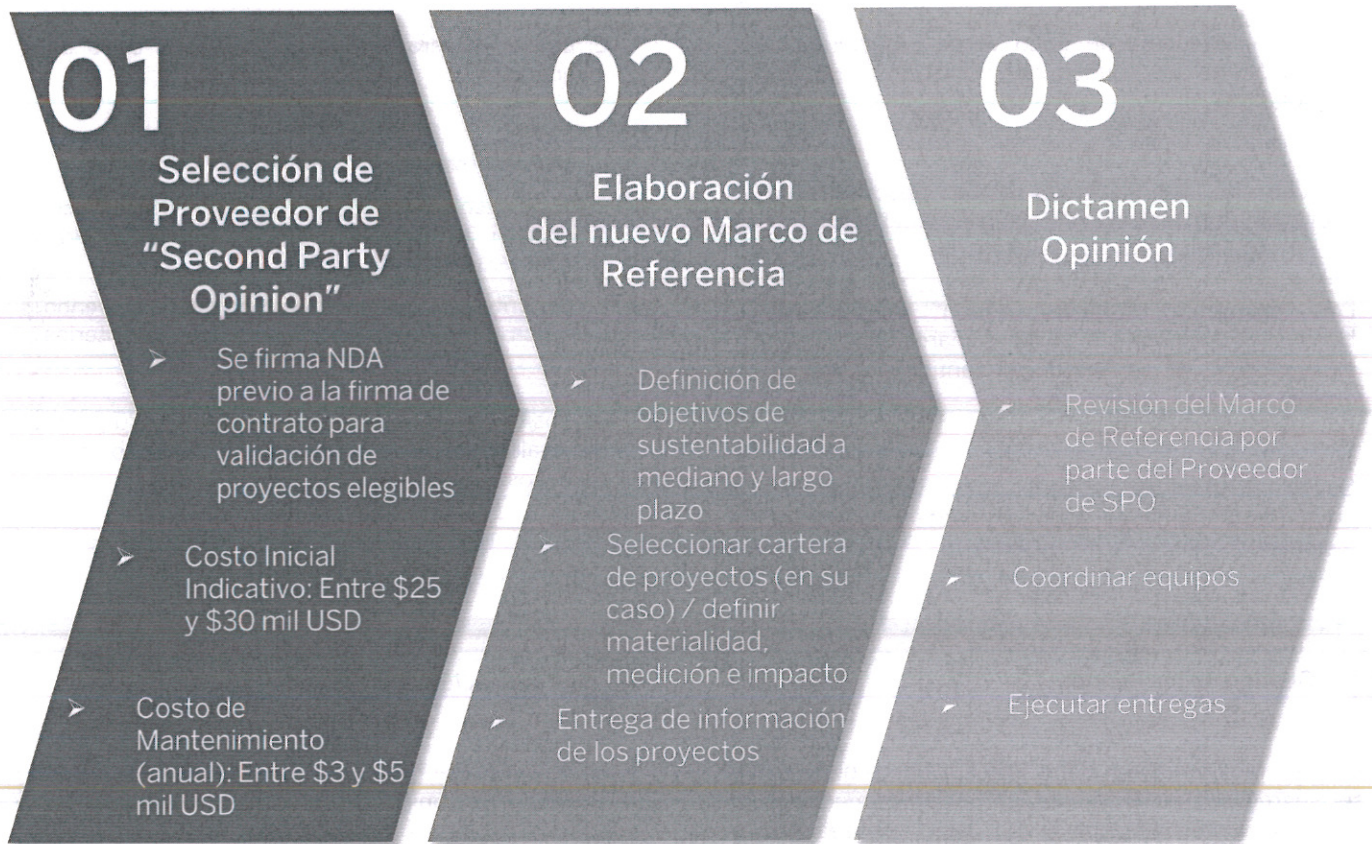 01
Selección de
Proveedor de
“Second Party
Opinion”
➢ Se firma NDA
previo a la firma de
contrato para
validación de
proyectos elegibles
➢ Costo Inicial
Indicativo: Entre $25
y $30 mil USD
➢ Costo de
Mantenimiento
(anual): Entre $3 y $5
mil USD
02
Elaboración
del nuevo Marco de
Referencia
➢ Definición de
objetivos de
sustentabilidad a
mediano y largo
plazo
➢ Seleccionar cartera
de proyectos (en su
caso) / definir
materialidad,
medición e impacto
➢ Entrega de información
de los proyectos
03
Dictamen
Opinión
➢ Revisión del Marco
de Referencia por
parte del Proveedor
de SPO
➢ Coordinar equipos
➢ Ejecutar entregas